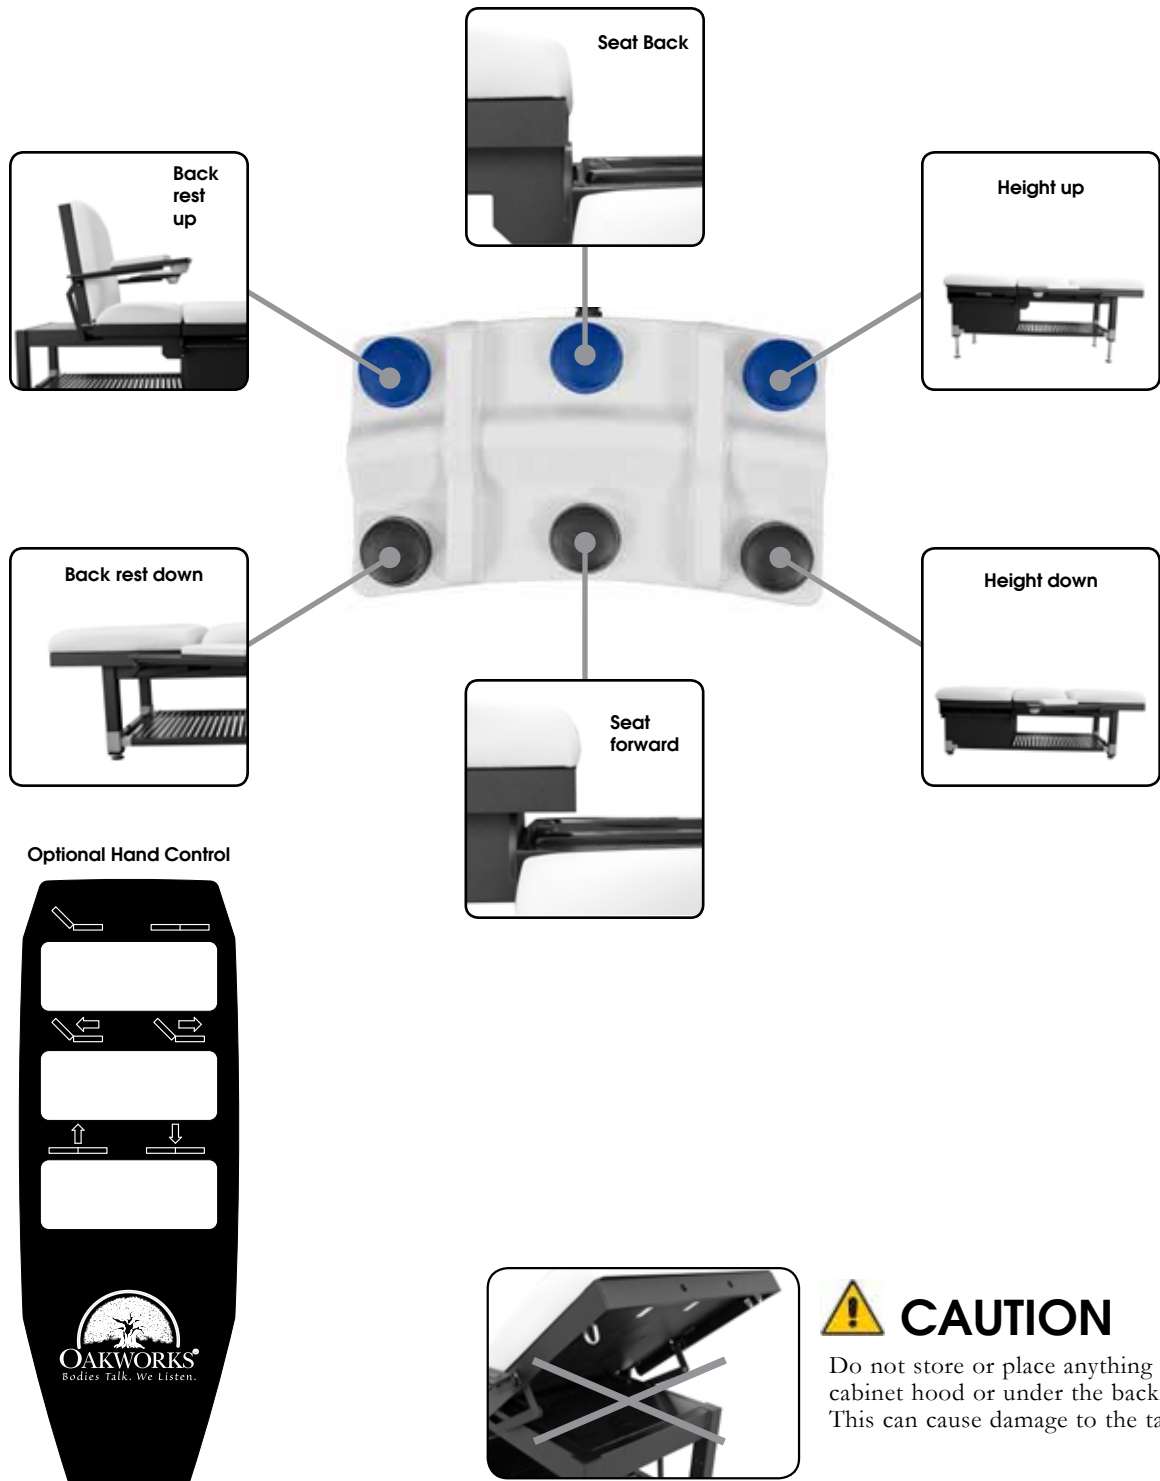 Seat Back
Back
rest
up
Height up
Back rest down
Height down
Seat
forward
Optional Hand Control
OAKWORKS®
Bodies Talk. We Listen.
CAUTION
Do not store or place anything
cabinet hood or under the back
This can cause damage to the ta